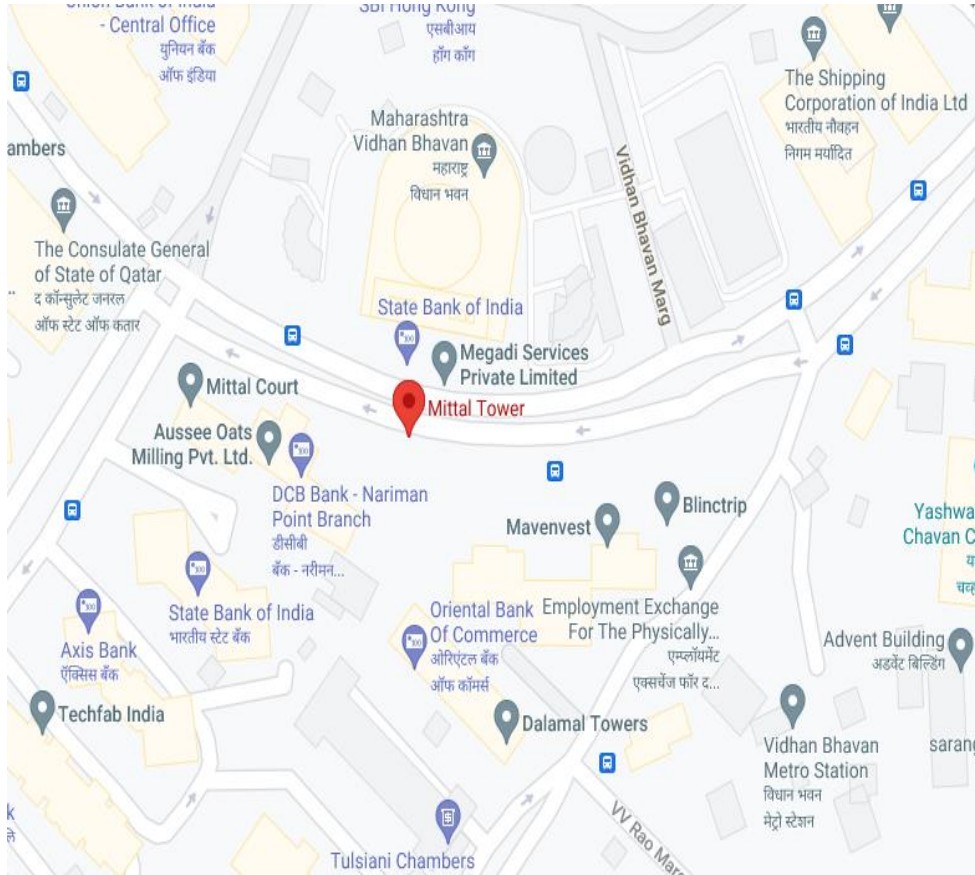 Union Bank of India
- Central Office
यूनियन बँक
ऑफ इंडिया
SBI Hong Kong
एसबीआय
हाँग काँग
The Shipping
Corporation of India Ltd
भारतीय नौवहन
निगम मर्यादित
Maharashtra
Vidhan Bhavan
महाराष्ट्र
विधान भवन
ambers
Vidhan Bhavan Marg
The Consulate General
of State of Qatar
द कॉन्सुलेट जनरल
ऑफ स्टेट ऑफ कतार
..
State Bank of India
Megadi Services
Private Limited
Mittal Court
Mittal Tower
Aussee Oats
Milling Pvt. Ltd.
DCB Bank - Nariman
Point Branch
डीसीबी
बँक - नरीमन...
Blinctrip
Mavenvest
Yashwa
Chavan C
य
चव्ह
State Bank of India
भारतीय स्टेट बँक
Oriental Bank
Of Commerce
ओरिएंटल बँक
ऑफ कॉमर्स
Employment Exchange
For The Physically...
एम्प्लॉयमेंट
एक्सचेंज फॉर द...
Advent Building
अडवेंट बिल्डिंग
Axis Bank
ऍक्सिस बँक
Techfab India
Dalamal Towers
Vidhan Bhavan
Metro Station
विधान भवन
मेट्रो स्टेशन
sarang
k
ले
VV Rao Marg
Tulsiani Chambers